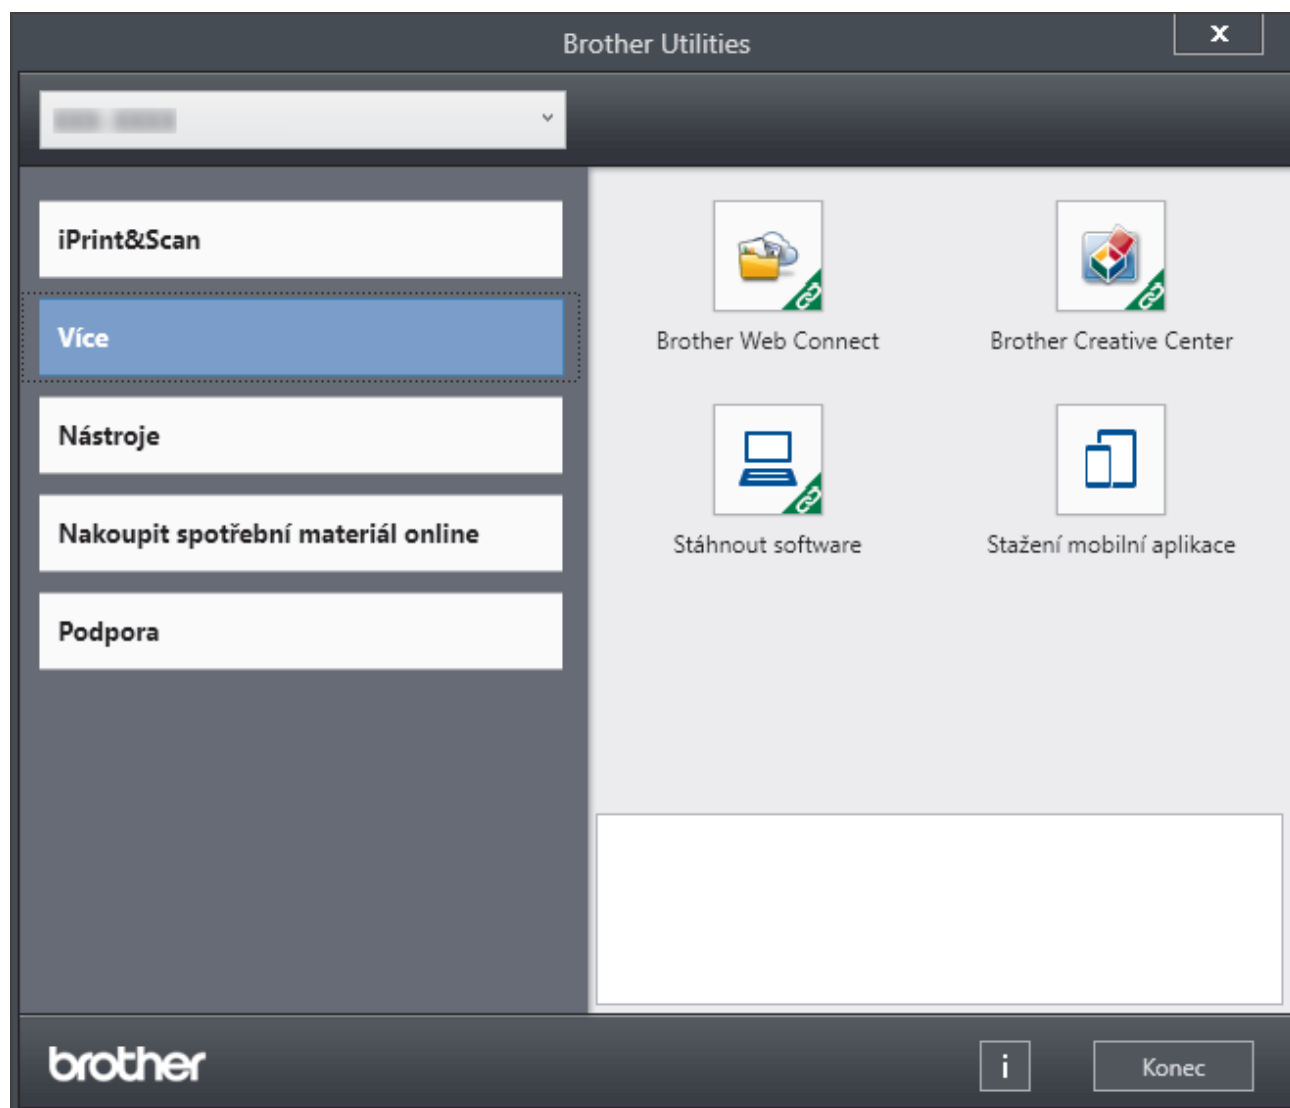 Brother Utilities
x
iPrint&Scan
Více
Nástroje
Nakoupit spotřební materiál online
Podpora
Brother Web Connect
Brother Creative Center
Stáhnout software
Stažení mobilní aplikace
brother
i
Konec